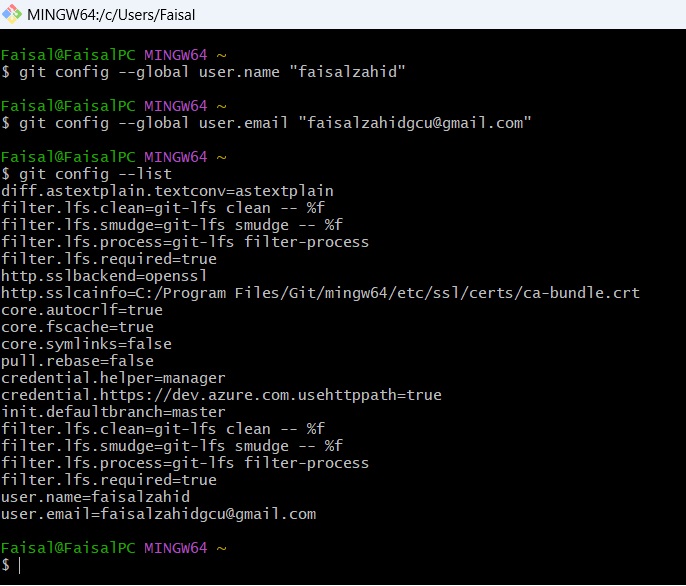 MINGW64:/c/Users/Faisal
Faisal@FaisalPC MINGW64 ~
$ git config --global user.name "faisalzahid"
Faisal@FaisalPC MINGW64 ~
$ git config --global user.email "faisalzahidgcu@gmail.com"
Faisal@FaisalPC MINGW64 ~
$ git config --list
diff.astextplain.textconv=astextplain
filter.lfs.clean=git-lfs clean -- %f
filter.lfs.smudge=git-lfs smudge -- %f
filter.lfs.process=git-lfs filter-process
filter.lfs.required=true
http.sslbackend=openssl
http.sslcainfo=C:/Program Files/Git/mingw64/etc/ssl/certs/ca-bundle.crt
core.autocrlf=true
core.fscache=true
core.symlinks=false
pull.rebase=false
credential.helper=manager
credential.https://dev.azure.com.usehttppath=true
init.defaultbranch=master
filter.lfs.clean=git-lfs clean -- %f
filter.lfs.smudge=git-lfs smudge -- %f
filter.lfs.process=git-lfs filter-process
filter.lfs.required=true
user.name=faisalzahid
user.email=faisalzahidgcu@gmail.com
Faisal@FaisalPC MINGW64 ~
$